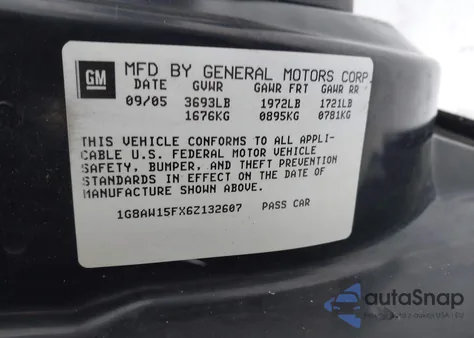 GM MFD BY GENERAL MOTORS CORP
DATE GVWR GAWR FRT GAWR RR
09/05 3693LB 1972LB 1721LB
1676KG 0895KG 0781KG
THIS VEHICLE CONFORMS TO ALL APPLI-
CABLE U.S. FEDERAL MOTOR VEHICLE
SAFETY, BUMPER, AND THEFT PREVENTION
STANDARDS IN EFFECT ON THE DATE OF
MANUFACTURE SHOWN ABOVE.
1G8AW15FX6Z132607 PASS CAR
autoSnap